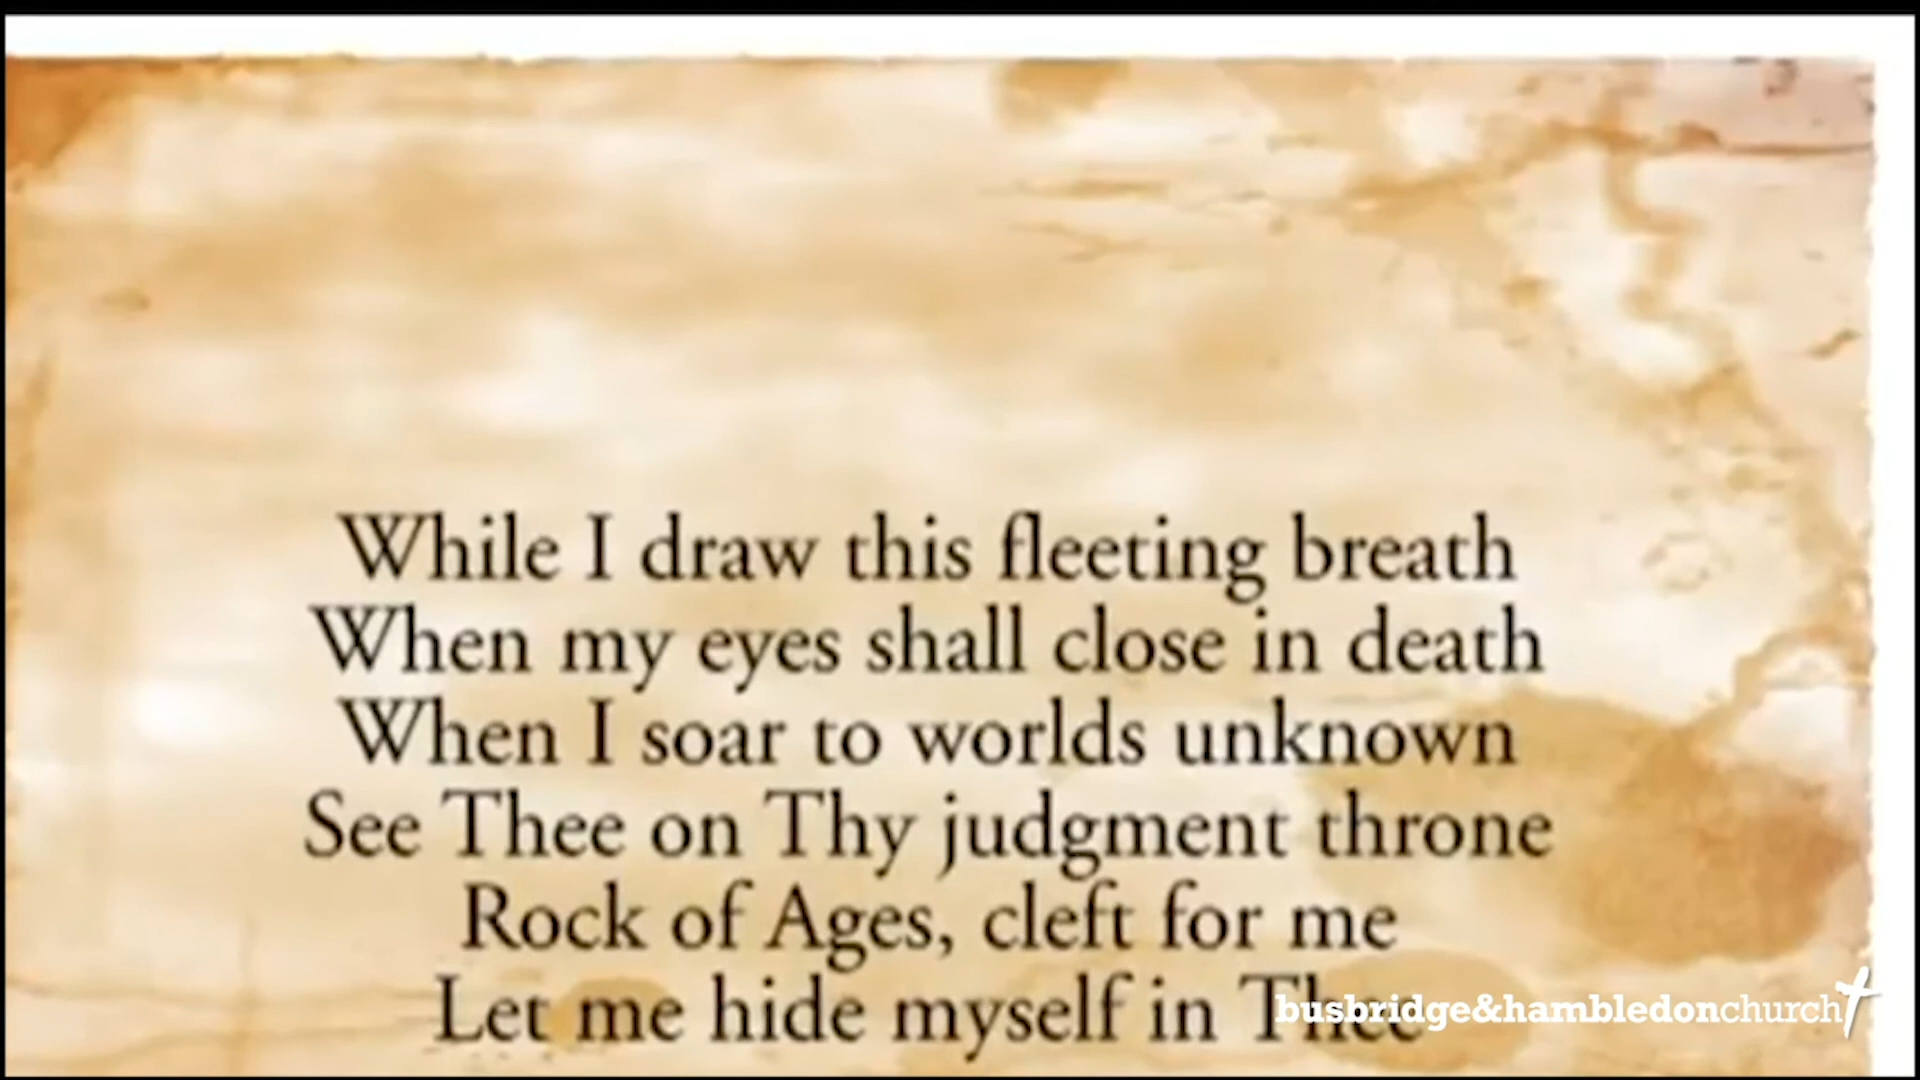 While I draw this fleeting breath
When my eyes shall close in death
When I soar to worlds unknown
See Thee on Thy judgment throne
Rock of Ages, cleft for me
Let me hide myself in Thee
busbridge&hambledonchurch